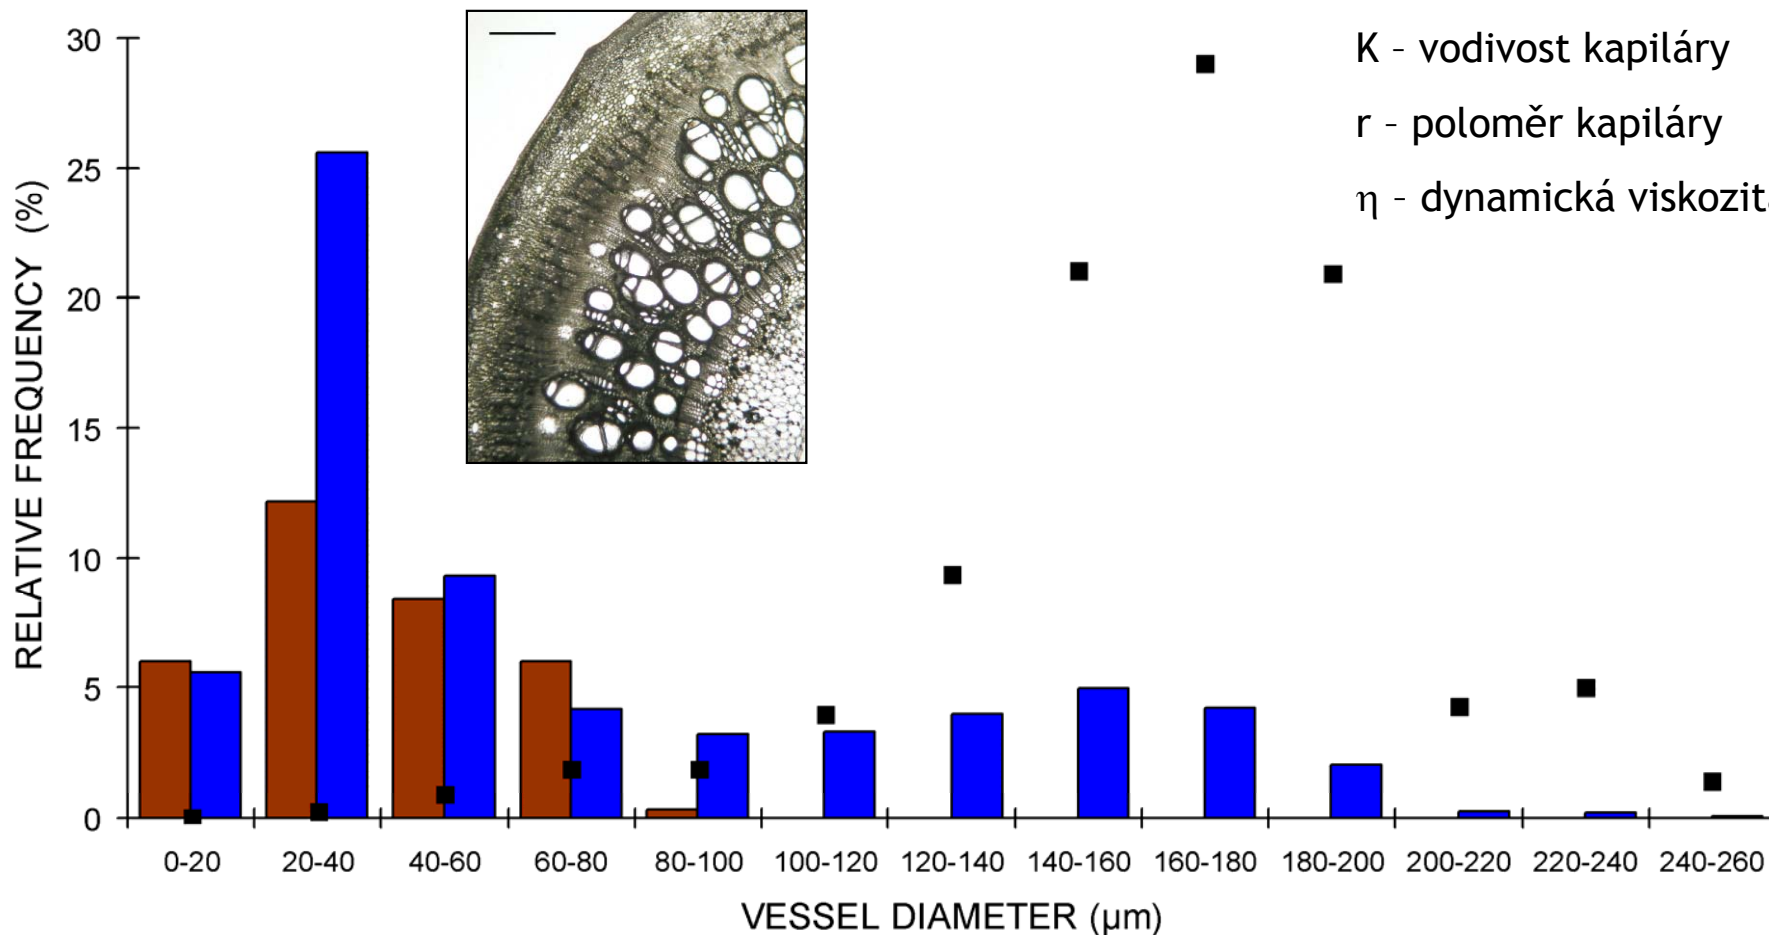 K – vodivost kapiláry
r – poloměr kapiláry
η – dynamická viskozit
RELATIVE FREQUENCY (%)
30
25
20
15
10
5
0
0-20 20-40 40-60 60-80 80-100 100-120 120-140 140-160 160-180 180-200 200-220 220-240 240-260
VESSEL DIAMETER (µm)